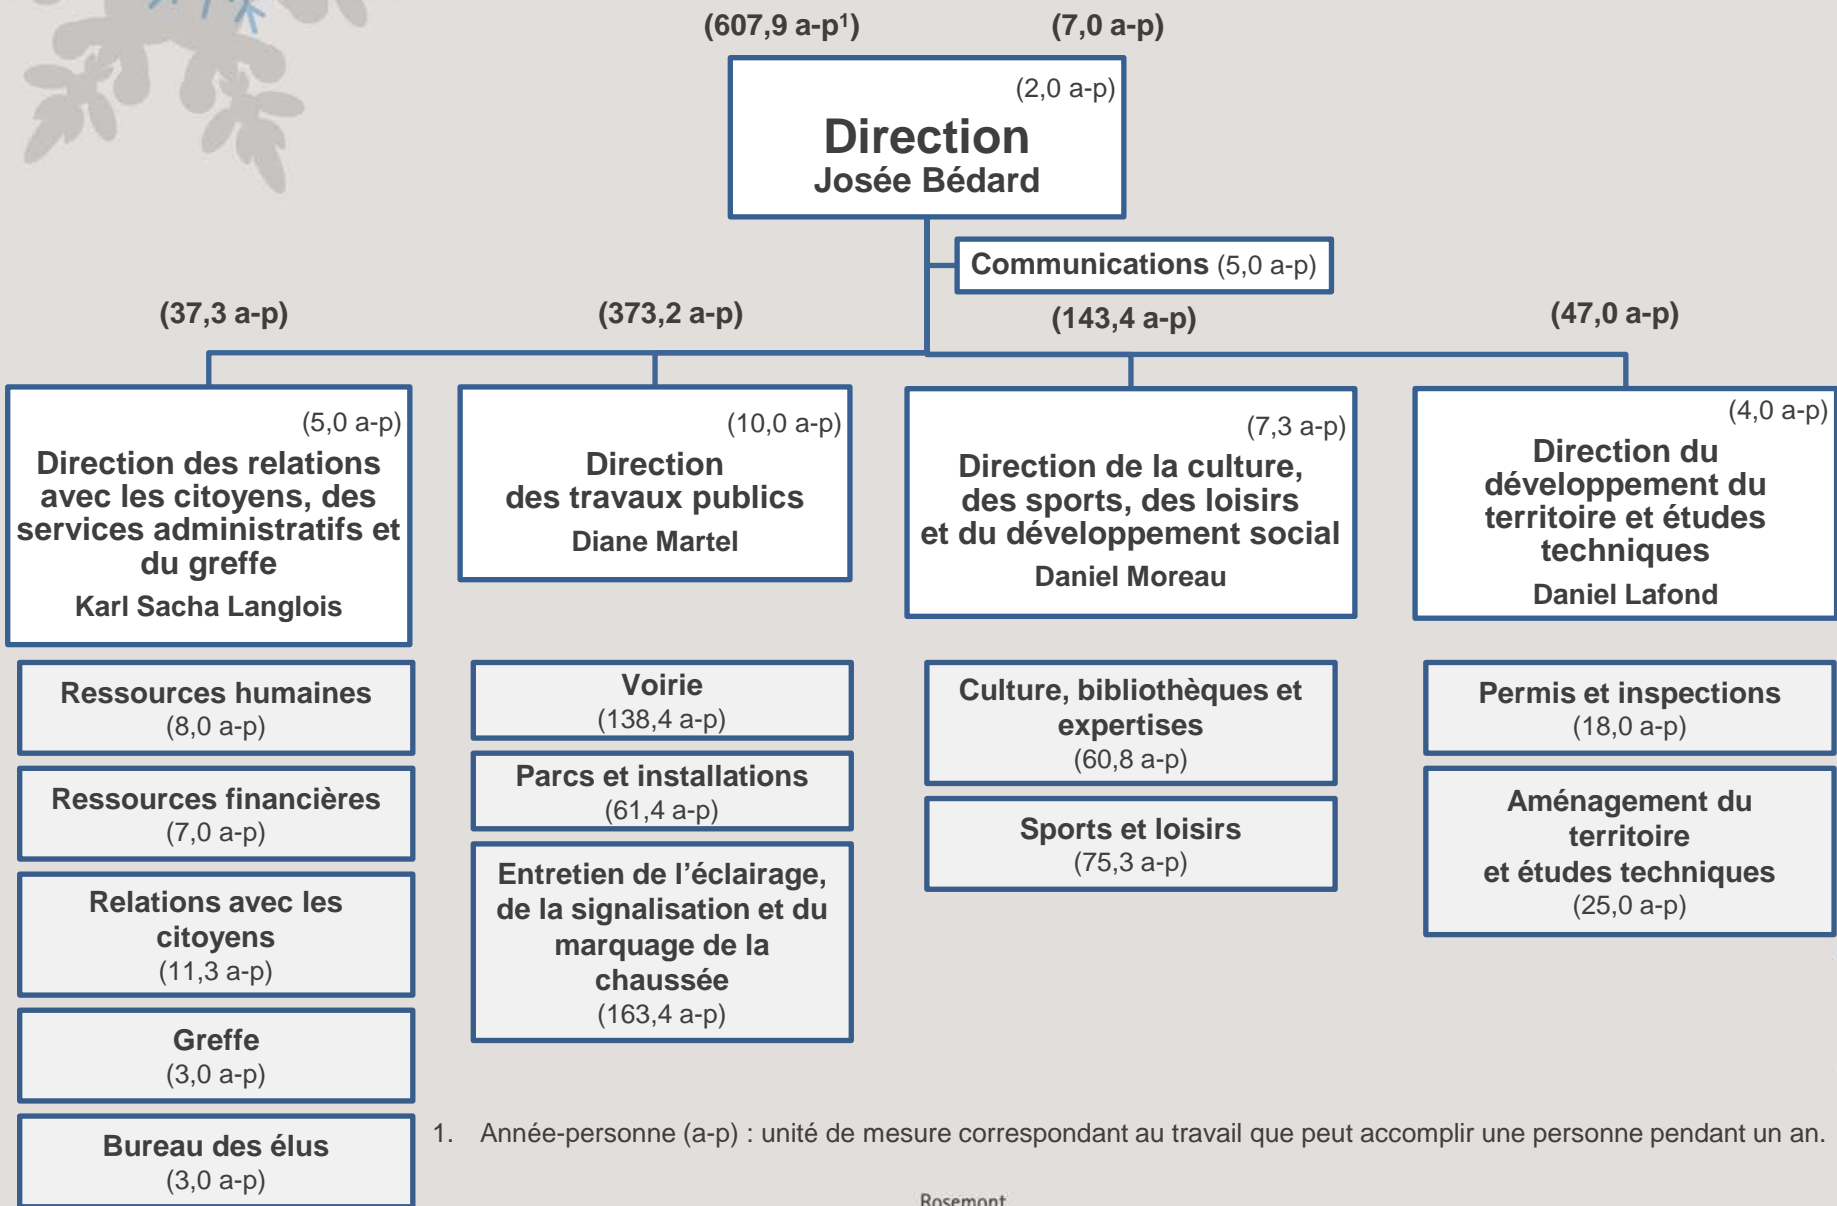 (607,9 a-p¹)
(7,0 a-p)
(2,0 a-p)
Direction
Josée Bédard
Communications (5,0 a-p)
(37,3 a-p)
(373,2 a-p)
(143,4 a-p)
(47,0 a-p)
(5,0 a-p)
Direction des relations
avec les citoyens, des
services administratifs et
du greffe
Karl Sacha Langlois
(10,0 a-p)
Direction
des travaux publics
Diane Martel
(7,3 a-p)
Direction de la culture,
des sports, des loisirs
et du développement social
Daniel Moreau
(4,0 a-p)
Direction du
développement du
territoire et études
techniques
Daniel Lafond
Ressources humaines
(8,0 a-p)
Ressources financières
(7,0 a-p)
Relations avec les
citoyens
(11,3 a-p)
Greffe
(3,0 a-p)
Bureau des élus
(3,0 a-p)
Voirie
(138,4 a-p)
Parcs et installations
(61,4 a-p)
Entretien de l’éclairage,
de la signalisation et du
marquage de la
chaussée
(163,4 a-p)
Culture, bibliothèques et
expertises
(60,8 a-p)
Sports et loisirs
(75,3 a-p)
Permis et inspections
(18,0 a-p)
Aménagement du
territoire
et études techniques
(25,0 a-p)
1. Année-personne (a-p) : unité de mesure correspondant au travail que peut accomplir une personne pendant un an.
Rosemont